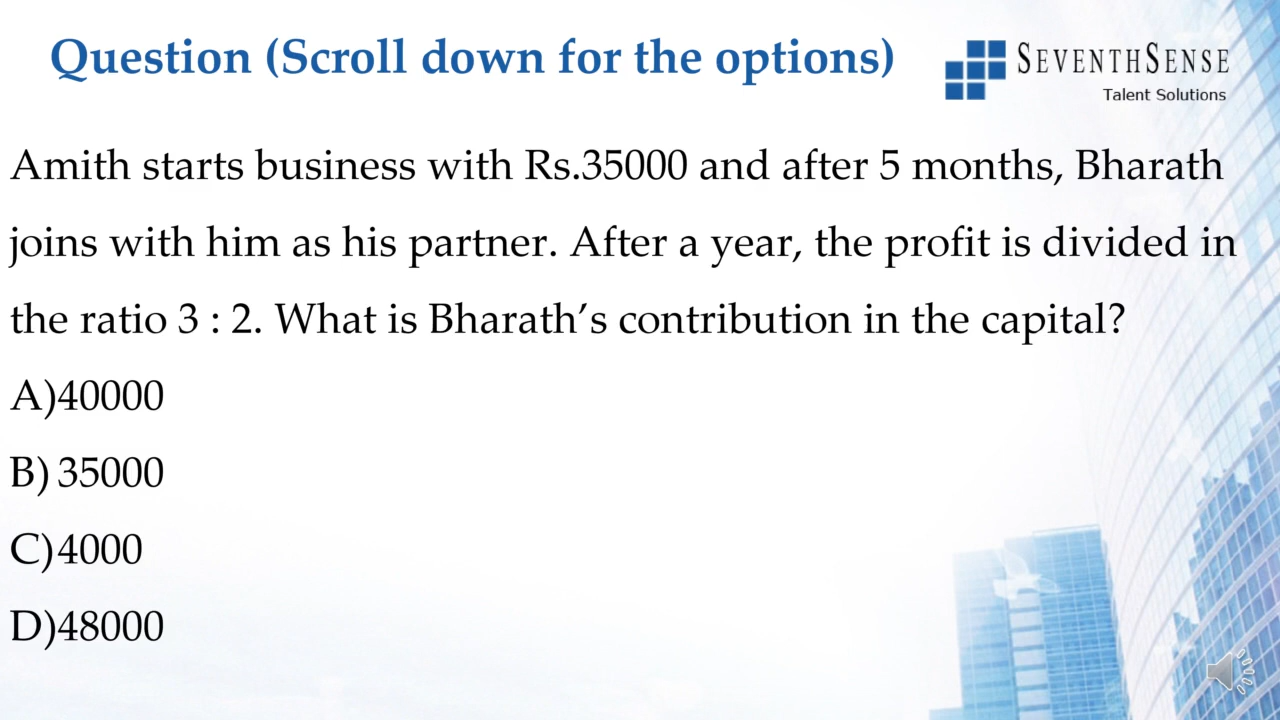 Question (Scroll down for the options)
SEVENTHSENSE
Talent Solutions
Amith starts business with Rs.35000 and after 5 months, Bharath
joins with him as his partner. After a year, the profit is divided in
the ratio 3 : 2. What is Bharath’s contribution in the capital?
A)40000
B) 35000
C)4000
D)48000